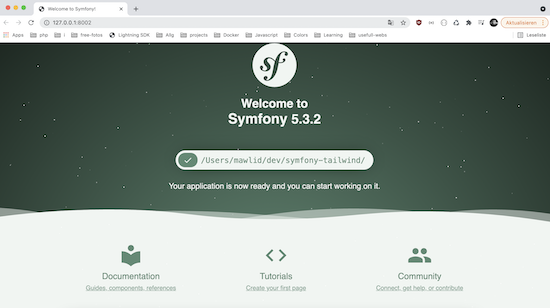 Welcome to Symfony!
127.0.0.1:8002
Aktualisieren
Apps php I free-fotos Lightning SDK Allg projects Docker Javascript Colors Learning usefull-webs Leseliste
sf
Welcome to
Symfony 5.3.2
/Users/mawlid/dev/symfony-tailwind/
Your application is now ready and you can start working on it.
Documentation Tutorials Community
Guides, components, references Create your first page Connect, get help, or contribute